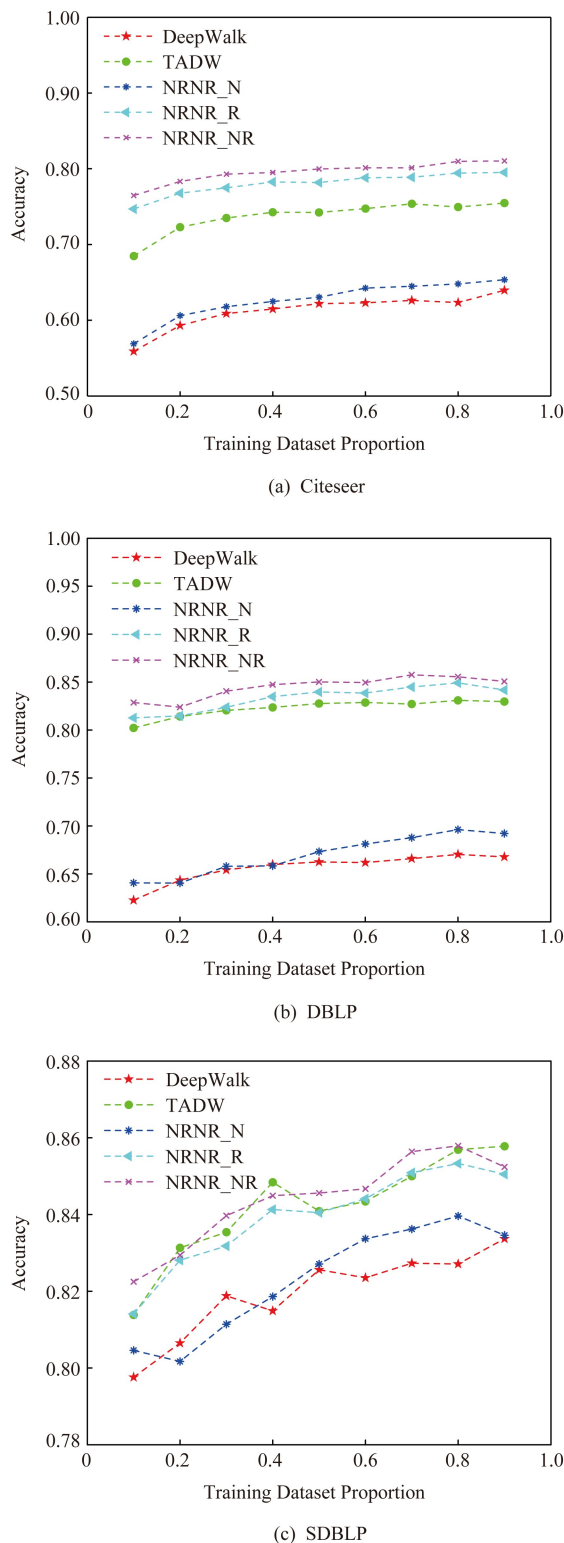 1.00
DeepWalk
TADW
0.90
NRNR_N
NRNR_R
NRNR_NR
0.80
Accuracy
0.70
0.60
0.50
0 0.2 0.4 0.6 0.8 1.0
Training Dataset Proportion
(a) Citeseer
1.00
DeepWalk
0.95
TADW
NRNR_N
0.90
NRNR_R
NRNR_NR
0.85
Accuracy
0.80
0.75
0.70
0.65
0.60
0 0.2 0.4 0.6 0.8 1.0
Training Dataset Proportion
(b) DBLP
0.88
DeepWalk
TADW
0.86
NRNR_N
NRNR_R
NRNR_NR
0.84
Accuracy
0.82
0.80
0.78
0 0.2 0.4 0.6 0.8 1.0
Training Dataset Proportion
(c) SDBLP